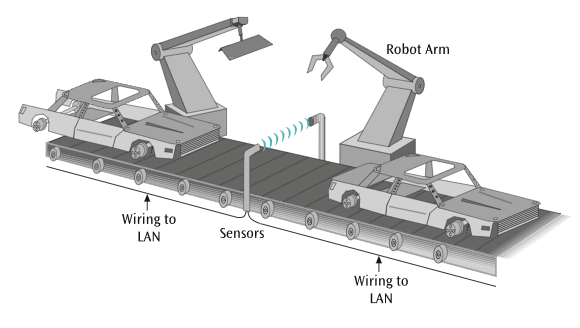 Robot Arm
Wiring to
LAN
Sensors
Wiring to
LAN